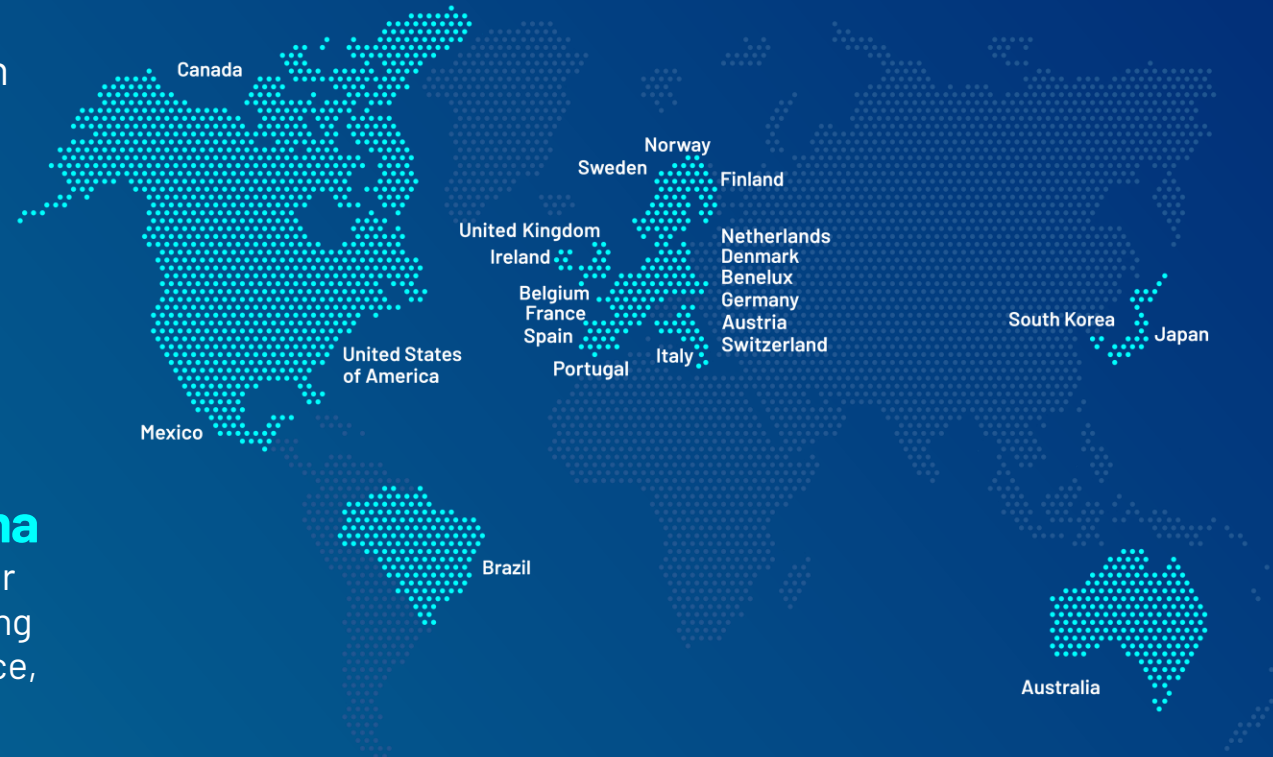 Canada
Norway
Sweden
Finland
United Kingdom
Ireland
Netherlands
Denmark
Benelux
Belgium
Germany
France
Austria
Spain
Switzerland
Italy
Portugal
South Korea
Japan
United States
of America
Mexico
Brazil
Australia